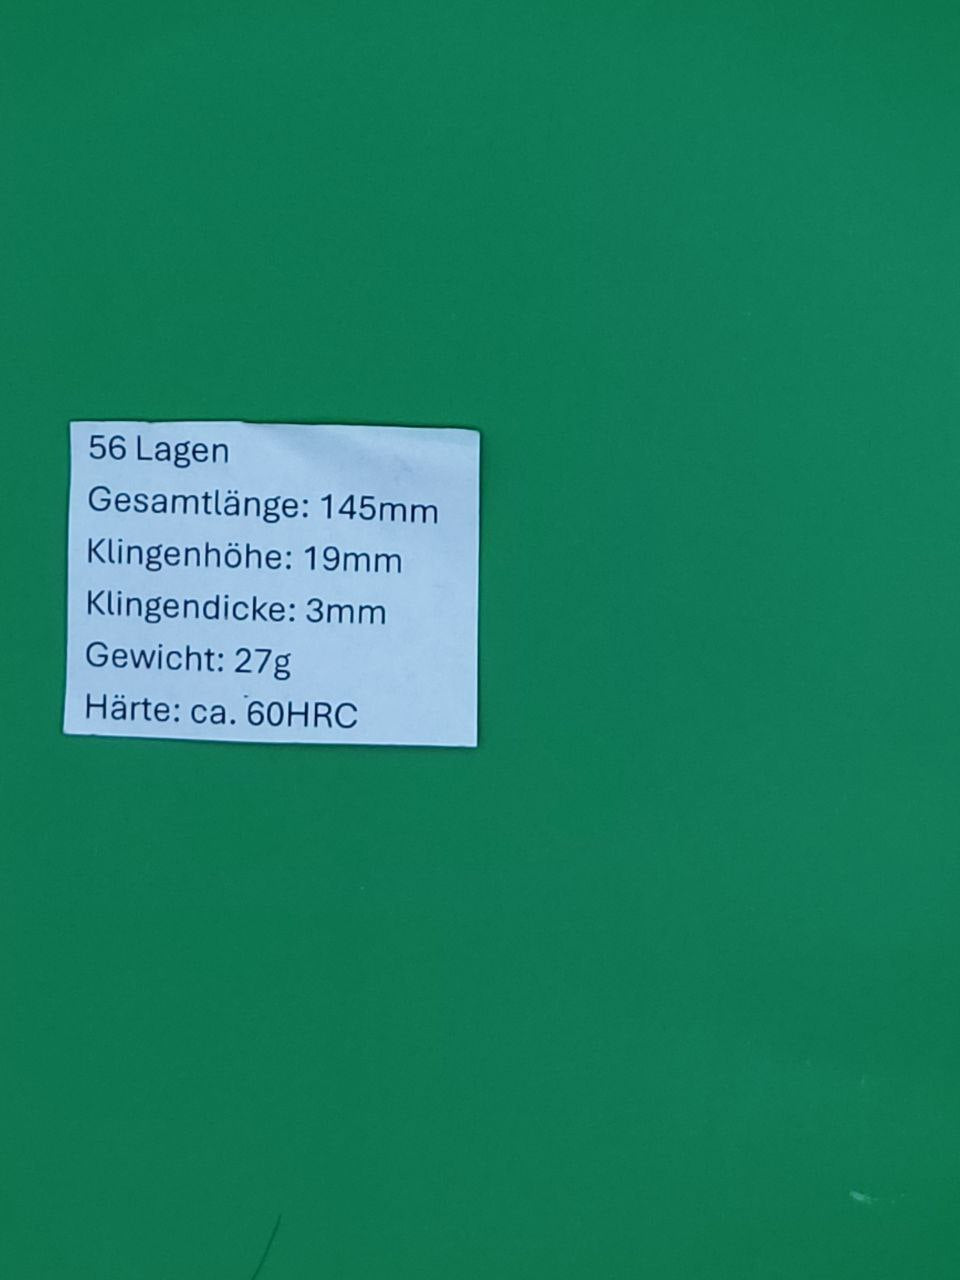 56 Lagen
Gesamtlänge: 145mm
Klingenhöhe: 19mm
Klingendicke: 3mm
Gewicht: 27g
Härte: ca. 60HRC